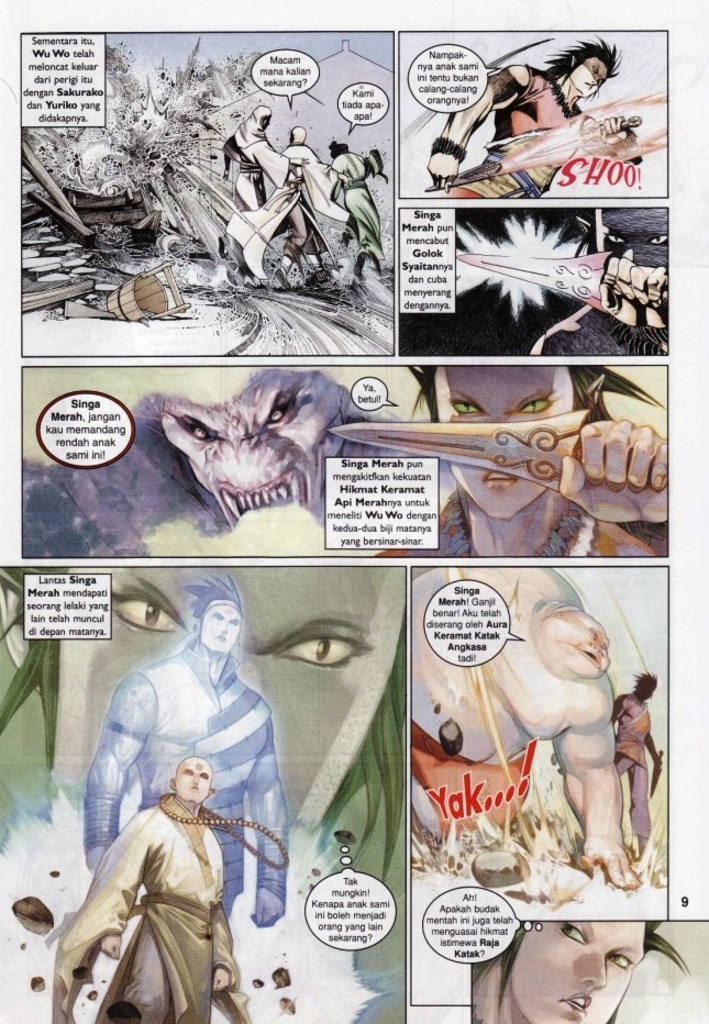 Sementara itu,
Wu Wo telah
meloncat keluar
dari perigi itu
dengan Sakurako
dan Yuriko yang
didakapnya.
Macam
mana kalian
sekarang?
Kami
tiada apa-
apa!
Nampak-
nya anak sami
ini tentu bukan
calang-calang
orangnya!
SHOO!
Singa
Merah pun
mencabut
Golok
Syaitannya
dan cuba
menyerang
dengannya.
Singa
Merah, jangan
kamu memandang
rendah anak
sami ini!
Ya,
betul!
Singa Merah pun
mengakitfkan kekuatan
Hikmat Keramat
Api Merahnya untuk
meneliti Wu Wo dengan
kedua-dua biji matanya
yang bersinar-sinar.
Lantas Singa
Merah mendapati
seorang lelaki yang
lain telah muncul
di depan matanya.
Tak
mungkin!
Kenapa anak sami
ini boleh menjadi
orang yang lain
sekarang?
Singa
Merah! Ganjil
benar! Aku telah
diserang oleh Aura
Keramat Katak
Angkasa
tadi!
Yak....!
Ah!
Apakah budak
mentah ini juga telah
menguasai hikmat
istimewa Raja
Katak?
9